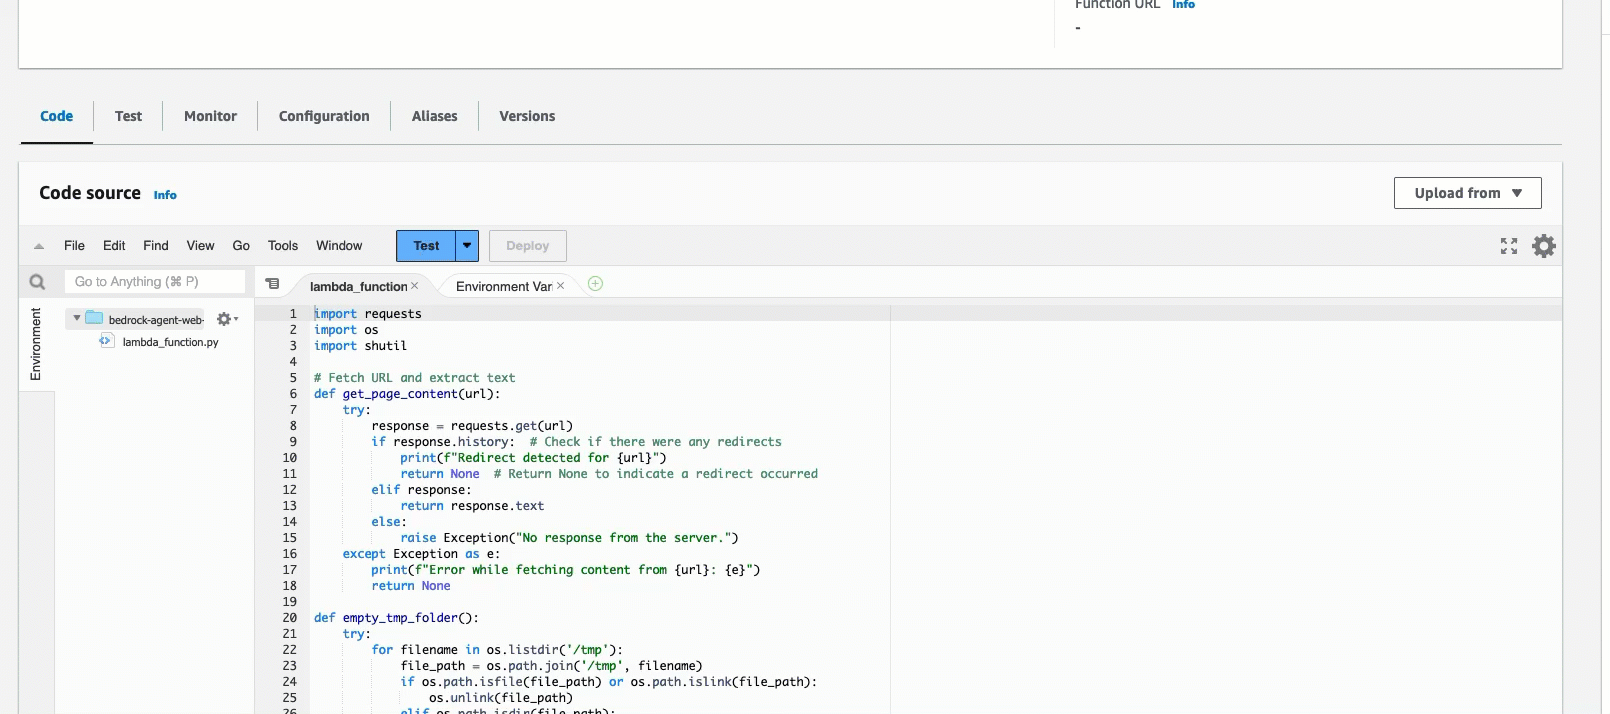 Function URL Info
-
Code Test Monitor Configuration Aliases Versions
Code source Info
Upload from
File Edit Find View Go Tools Window Test Deploy
Go to Anything (⌘ P)
lambda_function × Environment Vari ×
Environment
bedrock-agent-web-
lambda_function.py
1 import requests
2 import os
3 import shutil
4
5 # Fetch URL and extract text
6 def get_page_content(url):
7 try:
8 response = requests.get(url)
9 if response.history:  # Check if there were any redirects
10 print(f"Redirect detected for {url}")
11 return None  # Return None to indicate a redirect occurred
12 elif response:
13 return response.text
14 else:
15 raise Exception("No response from the server.")
16 except Exception as e:
17 print(f"Error while fetching content from {url}: {e}")
18 return None
19
20 def empty_tmp_folder():
21 try:
22 for filename in os.listdir('/tmp'):
23 file_path = os.path.join('/tmp', filename)
24 if os.path.isfile(file_path) or os.path.islink(file_path):
25 os.unlink(file_path)
26 elif os.path.isdir(file_path):